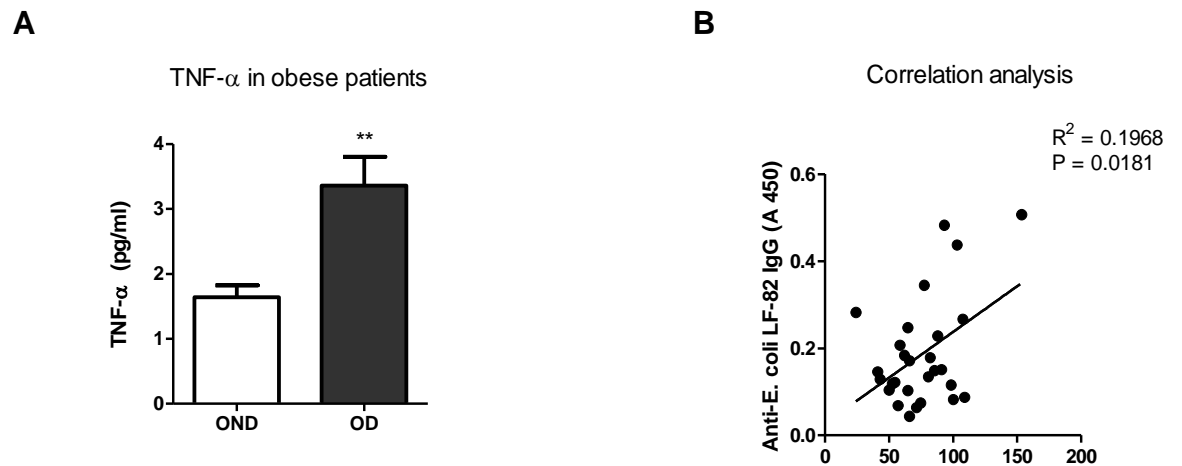 A
B
TNF-α in obese patients
Correlation analysis
R² = 0.1968
P = 0.0181
**
TNF-α (pg/ml)
4
3
2
1
0
OND
OD
Anti-E. coli LF-82 IgG (A 450)
0.6
0.4
0.2
0.0
0
50
100
150
200